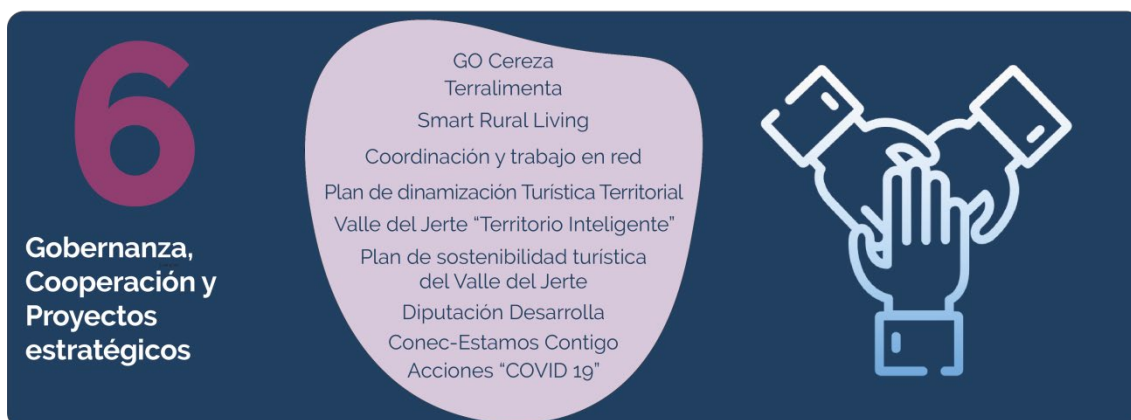 6
Gobernanza,
Cooperación y
Proyectos
estratégicos
GO Cereza
Terralimenta
Smart Rural Living
Coordinación y trabajo en red
Plan de dinamización Turística Territorial
Valle del Jerte “Territorio Inteligente”
Plan de sostenibilidad turística
del Valle del Jerte
Diputación Desarrolla
Conec-Estamos Contigo
Acciones “COVID 19”